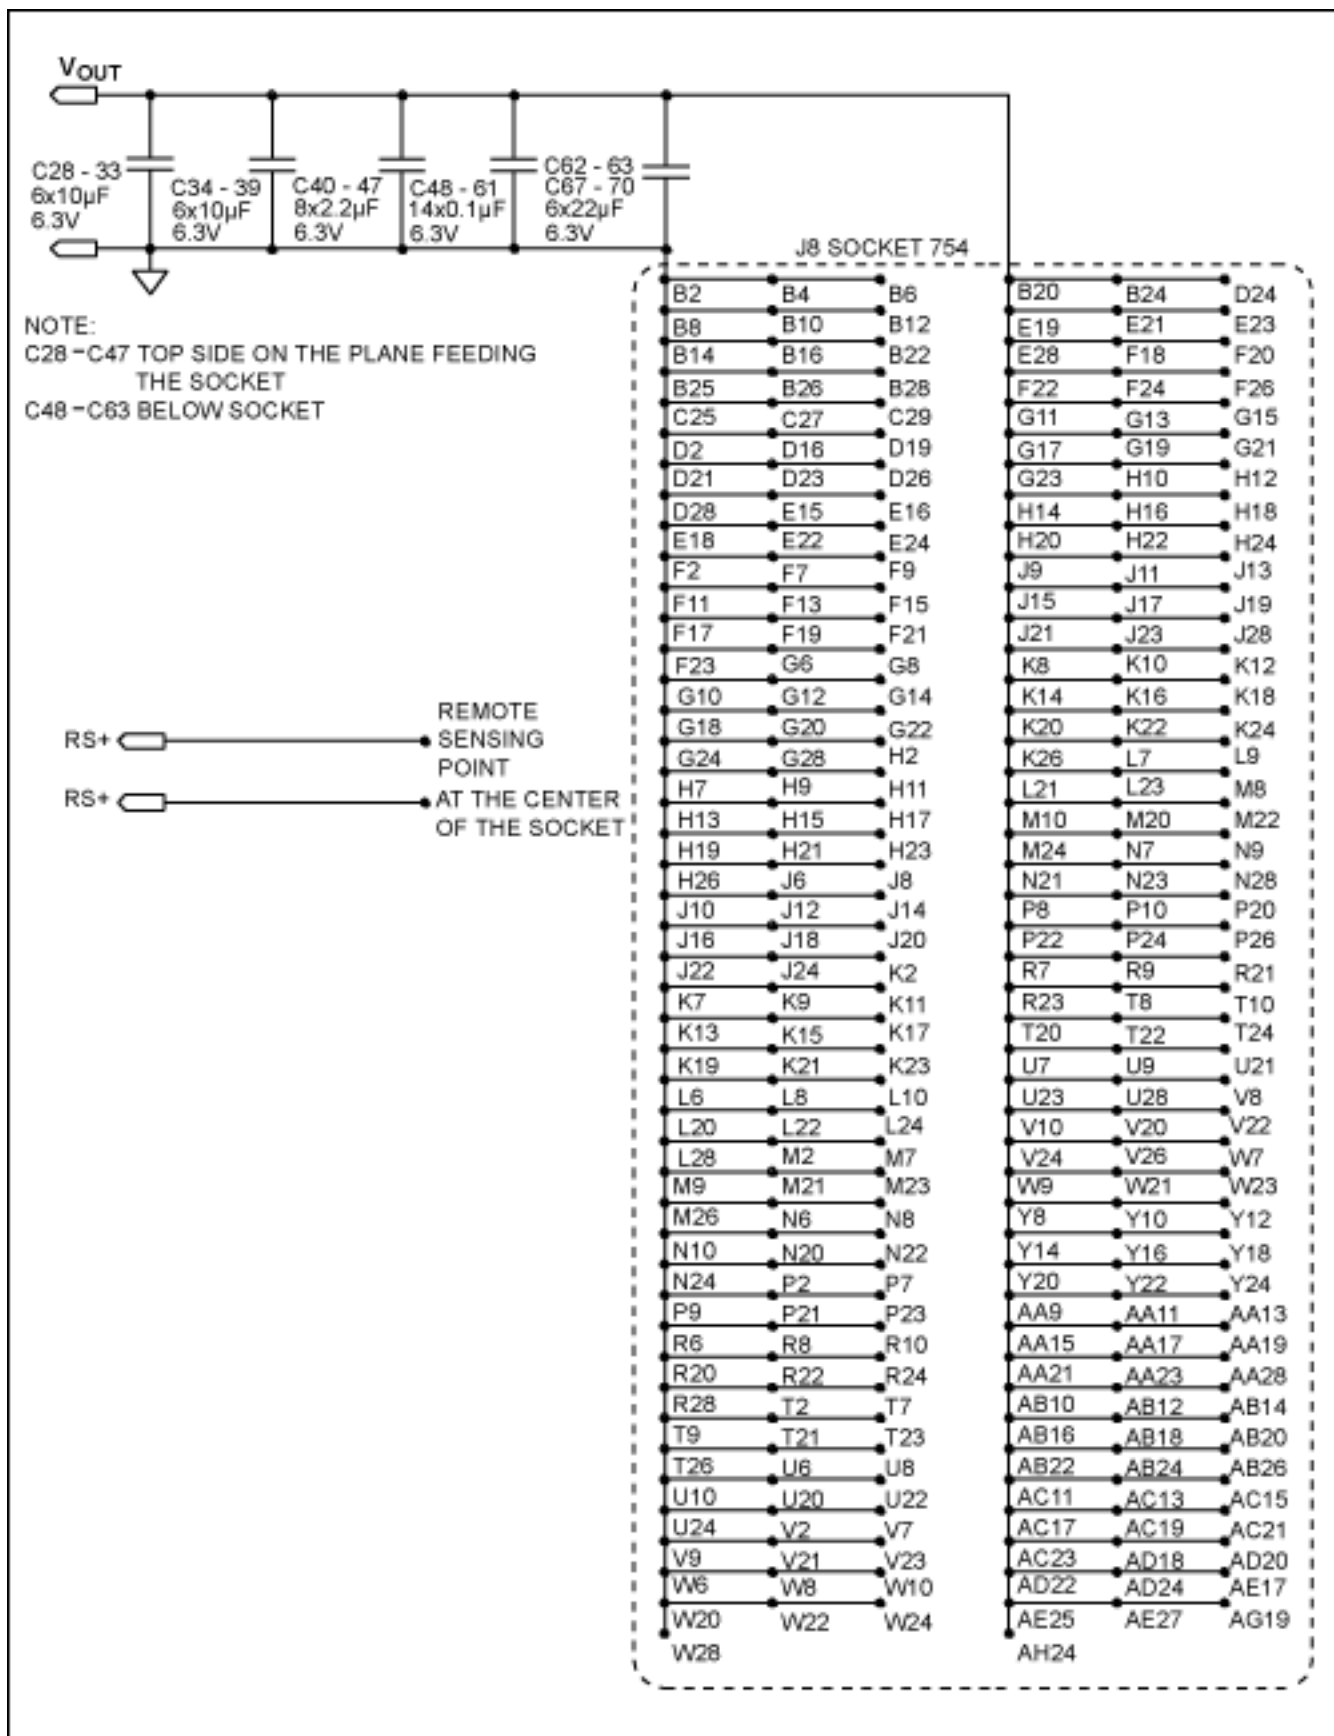 VOUT
C28 - 33
6x10µF
6.3V
C34 - 39
6x10µF
6.3V
C40 - 47
8x2.2µF
6.3V
C48 - 61
14x0.1µF
6.3V
C62 - 63
C67 - 70
6x22µF
6.3V
NOTE:
C28 - C47 TOP SIDE ON THE PLANE FEEDING
THE SOCKET
C48 - C63 BELOW SOCKET
RS+
RS+
REMOTE
SENSING
POINT
AT THE CENTER
OF THE SOCKET
J8 SOCKET 754
B2 B4 B6 B20 B24 D24
B8 B10 B12 E19 E21 E23
B14 B16 B22 E28 F18 F20
B25 B26 B28 F22 F24 F26
C25 C27 C29 G11 G13 G15
D2 D16 D19 G17 G19 G21
D21 D23 D26 G23 H10 H12
D28 E15 E16 H14 H16 H18
E18 E22 E24 H20 H22 H24
F2 F7 F9 J9 J11 J13
F11 F13 F15 J15 J17 J19
F17 F19 F21 J21 J23 J28
F23 G6 G8 K8 K10 K12
G10 G12 G14 K14 K16 K18
G18 G20 G22 K20 K22 K24
G24 G28 H2 K26 L7 L9
H7 H9 H11 L21 L23 M8
H13 H15 H17 M10 M20 M22
H19 H21 H23 M24 N7 N9
H26 J6 J8 N21 N23 N28
J10 J12 J14 P8 P10 P20
J16 J18 J20 P22 P24 P26
J22 J24 K2 R7 R9 R21
K7 K9 K11 R23 T8 T10
K13 K15 K17 T20 T22 T24
K19 K21 K23 U7 U9 U21
L6 L8 L10 U23 U28 V8
L20 L22 L24 V10 V20 V22
L28 M2 M7 V24 V26 W7
M9 M21 M23 W9 W21 W23
M26 N6 N8 Y8 Y10 Y12
N10 N20 N22 Y14 Y16 Y18
N24 P2 P7 Y20 Y22 Y24
P9 P21 P23 AA9 AA11 AA13
R6 R8 R10 AA15 AA17 AA19
R20 R22 R24 AA21 AA23 AA28
R28 T2 T7 AB10 AB12 AB14
T9 T21 T23 AB16 AB18 AB20
T26 U6 U8 AB22 AB24 AB26
U10 U20 U22 AC11 AC13 AC15
U24 V2 V7 AC17 AC19 AC21
V9 V21 V23 AC23 AD18 AD20
W6 W8 W10 AD22 AD24 AE17
W20 W22 W24 AE25 AE27 AG19
W28 AH24